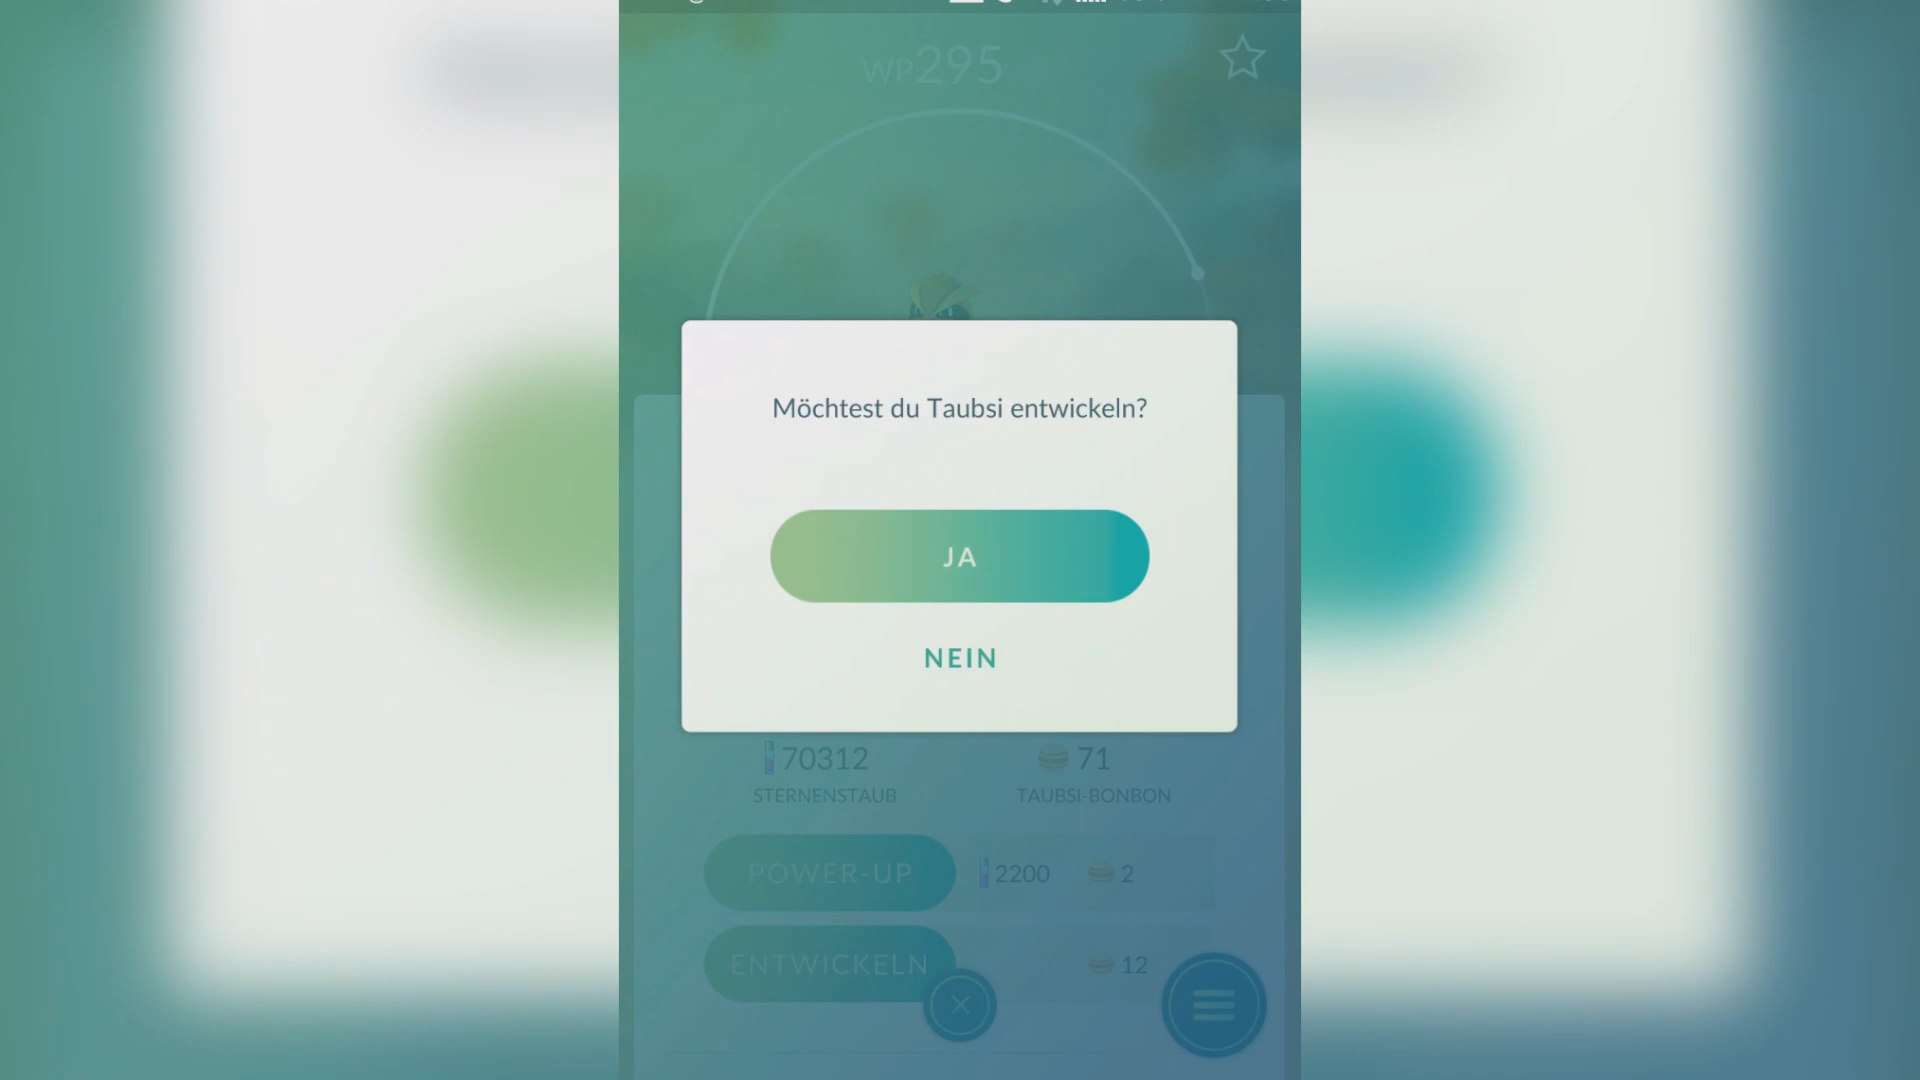 WP295
Möchtest du Taubsi entwickeln?
JA
NEIN
70312
71
STERNENSTAUB
TAUBSI-BONBON
POWER-UP
2200
2
ENTWICKELN
12